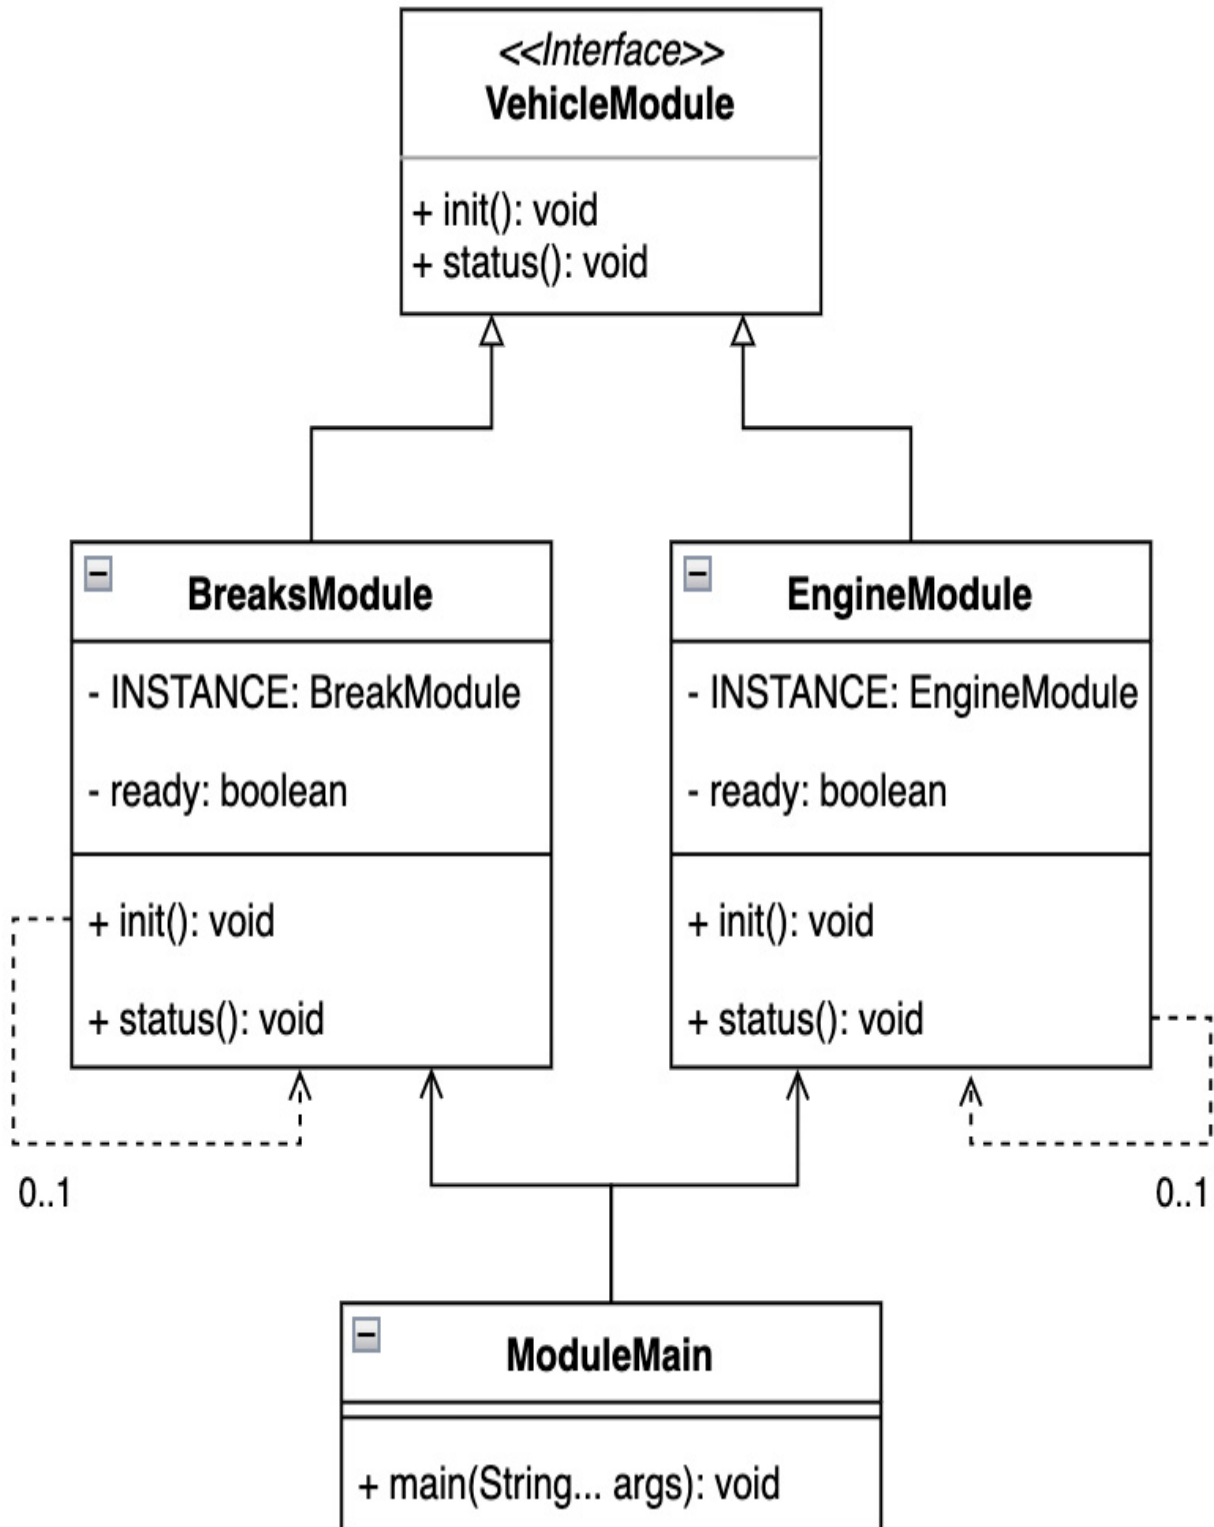 <<Interface>>
VehicleModule
+ init(): void
+ status(): void
BreaksModule
- INSTANCE: BreakModule
- ready: boolean
+ init(): void
+ status(): void
0..1
EngineModule
- INSTANCE: EngineModule
- ready: boolean
+ init(): void
+ status(): void
0..1
ModuleMain
+ main(String... args): void